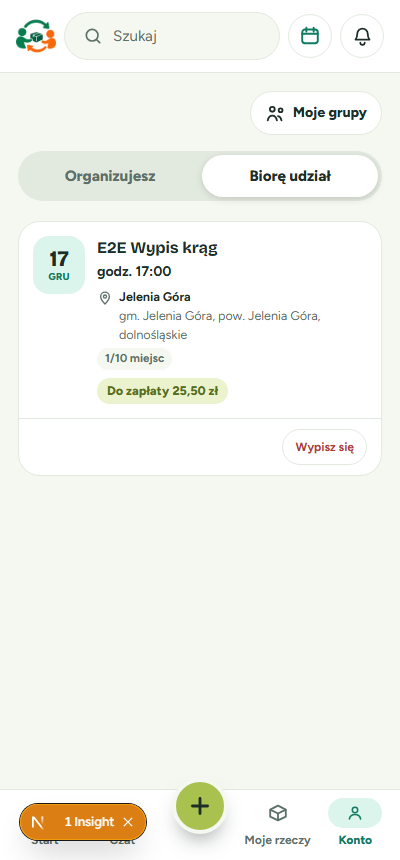 Szukaj
Moje grupy
Organizujesz
Biorę udział
17
GRU
E2E Wypis krąg
godz. 17:00
Jelenia Góra
gm. Jelenia Góra, pow. Jelenia Góra,
dolnośląskie
1/10 miejsc
Do zapłaty 25,50 zł
Wypisz się
N
1 Insight
Start
Czat
Moje rzeczy
Konto